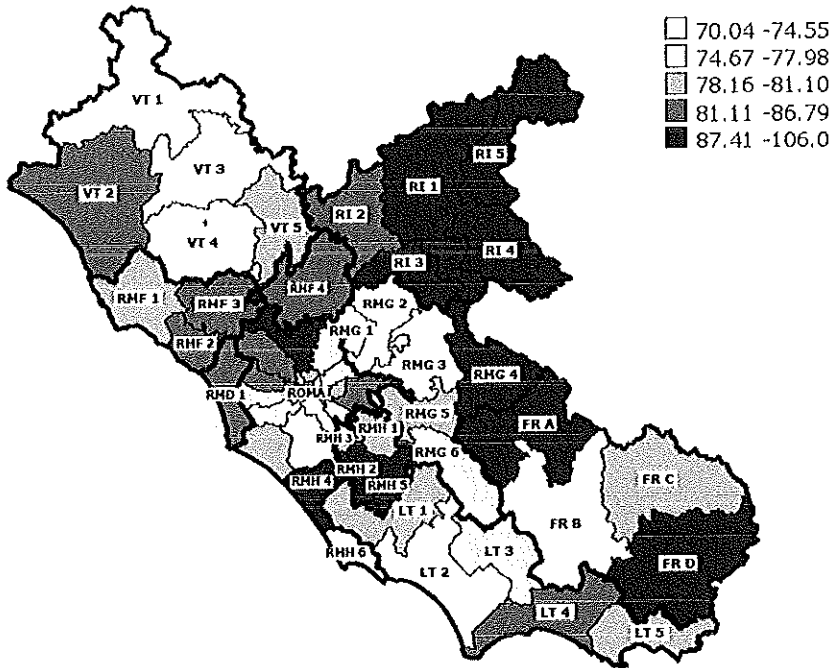 70.04 -74.55
74.67 -77.98
78.16 -81.10
81.11 -86.79
87.41 -106.0
VT 1
VT 2
VT 3
VT 4
VT 5
RI 1
RI 2
RI 3
RI 4
RI 5
RMF 1
RMF 2
RMF 3
RMF 4
RMG 1
RMG 2
RMG 3
RMG 4
RMG 5
RMG 6
RMD 1
ROMA
RMH 1
RMH 2
RMH 3
RMH 4
RMH 5
RMH 6
FR A
FR B
FR C
FR D
LT 1
LT 2
LT 3
LT 4
LT 5